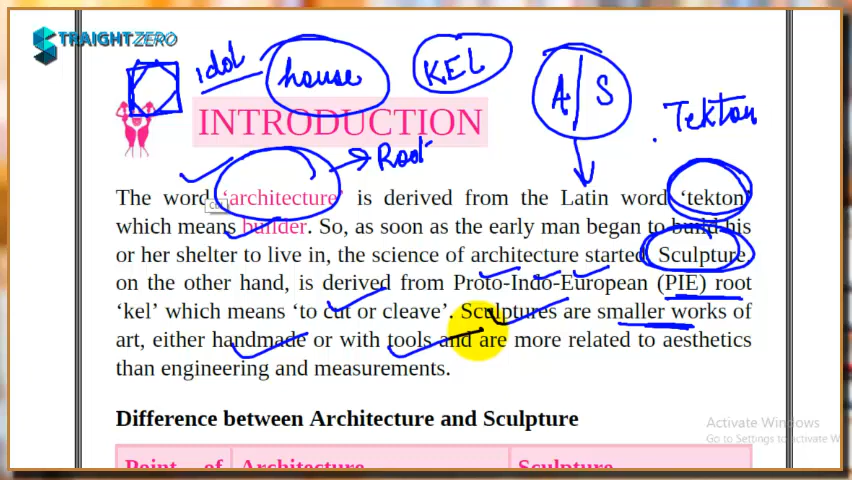 STRAIGHTZERO
idol
house
KEL
A | S
Tekton
INTRODUCTION
Root
The word 'architecture' is derived from the Latin word 'tekton'
which means builder. So, as soon as the early man began to build his
or her shelter to live in, the science of architecture started. Sculpture,
on the other hand, is derived from Proto-Indo-European (PIE) root
'kel' which means 'to cut or cleave'. Sculptures are smaller works of
art, either handmade or with tools and are more related to aesthetics
than engineering and measurements.
Difference between Architecture and Sculpture
Activate Windows
Go to Settings to activate W
Point of Architecture Sculpture